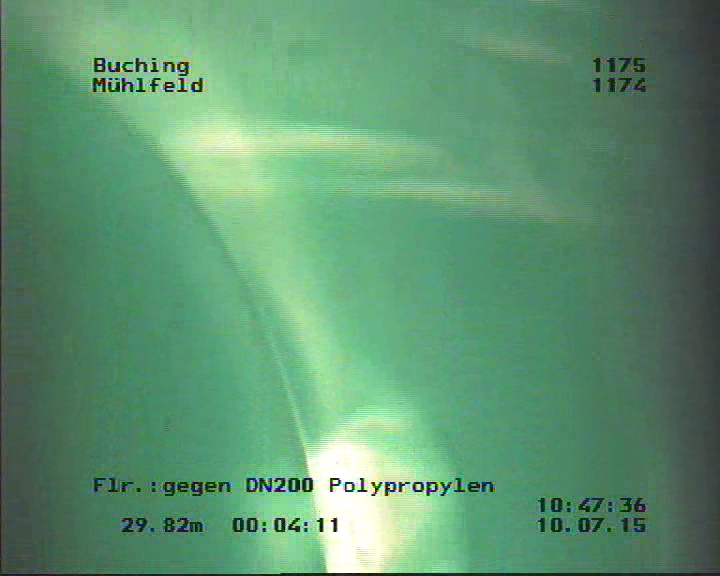 Buching 1175
Mühlfeld 1174
Flr.:gegen DN200 Polypropylen
10:47:36
29.82m 00:04:11 10.07.15